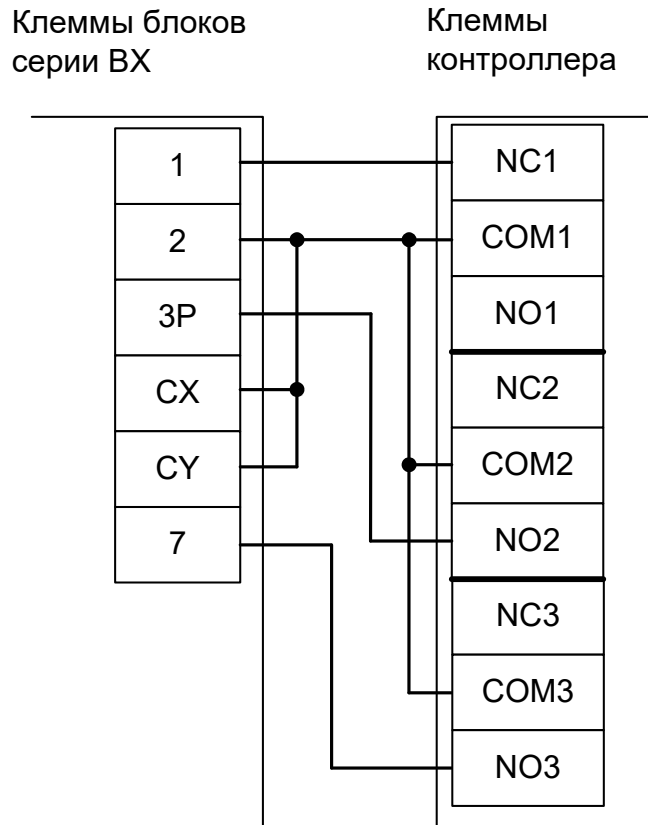 Клеммы блоков
серии BX
Клеммы
контроллера
1
2
3P
CX
CY
7
NC1
COM1
NO1
NC2
COM2
NO2
NC3
COM3
NO3